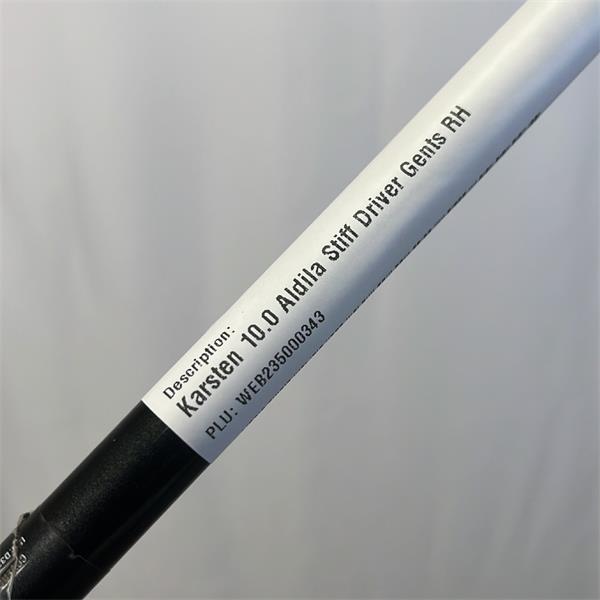 Description:
Karsten 10.0 Aldila Stiff Driver Gents RH
PLU: WEB235000343